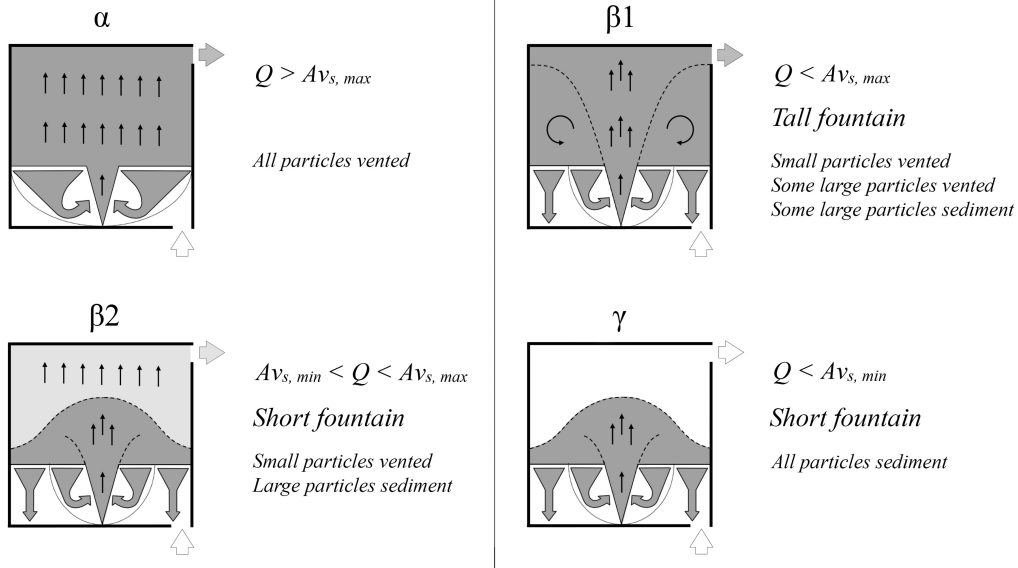 α
Q > Av_s, max
All particles vented
β1
Q < Av_s, max
Tall fountain
Small particles vented
Some large particles vented
Some large particles sediment
β2
Av_s, min < Q < Av_s, max
Short fountain
Small particles vented
Large particles sediment
γ
Q < Av_s, min
Short fountain
All particles sediment